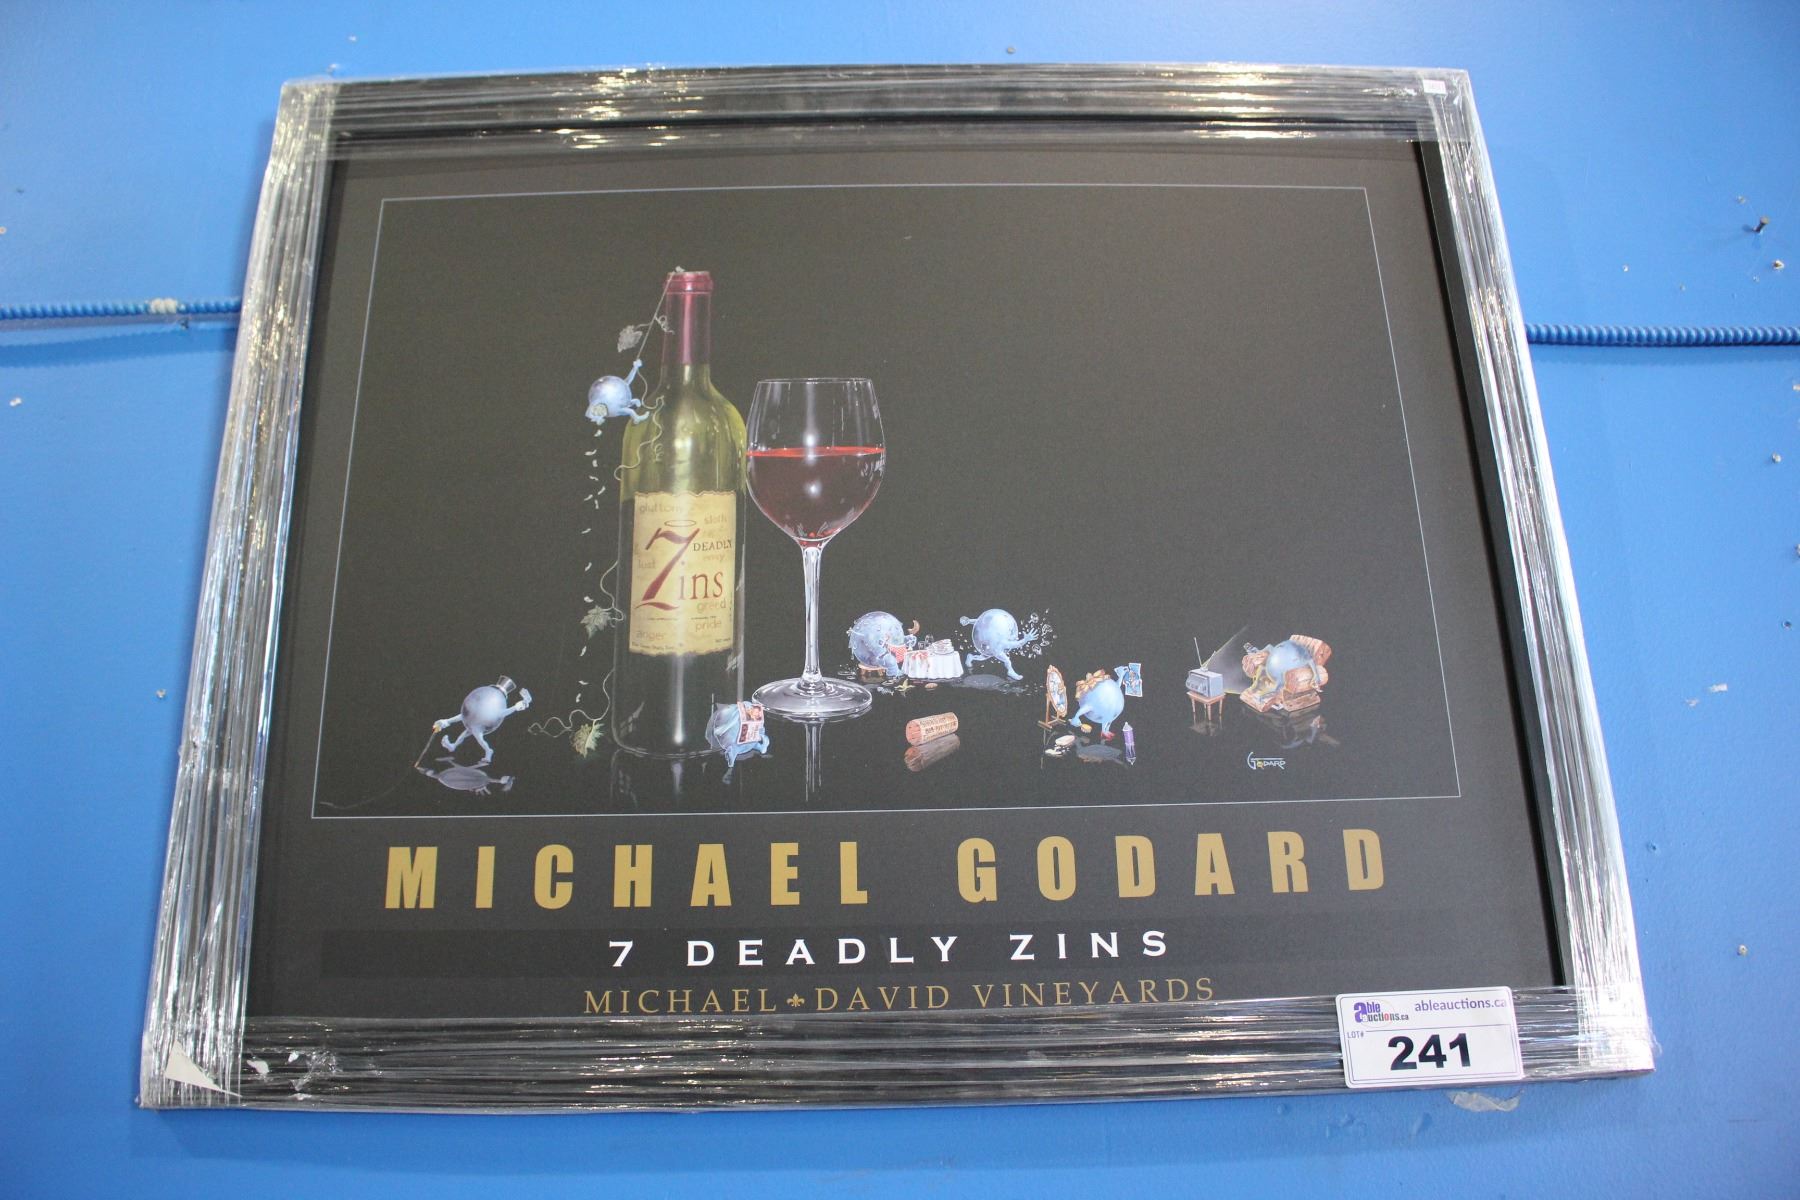 gluttony
sloth
7 DEADLY
envy
lust
Zins
greed
anger
pride
GODARD
MICHAEL GODARD
7 DEADLY ZINS
MICHAEL DAVID VINEYARDS
able auctions.ca
ableauctions.ca
LOT#
241